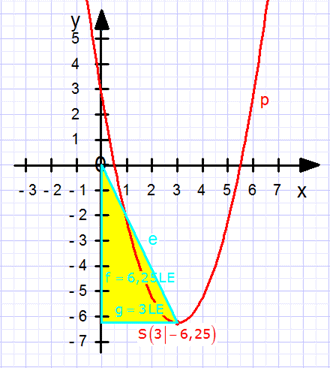 y
5
4
3
2
1
O
-3 -2 -1 1 2 3 4 5 6 7 x
-1
-2
-3
-4
-5
-6
-7
p
e
f = 6,25LE
g = 3LE
S(3|-6,25)